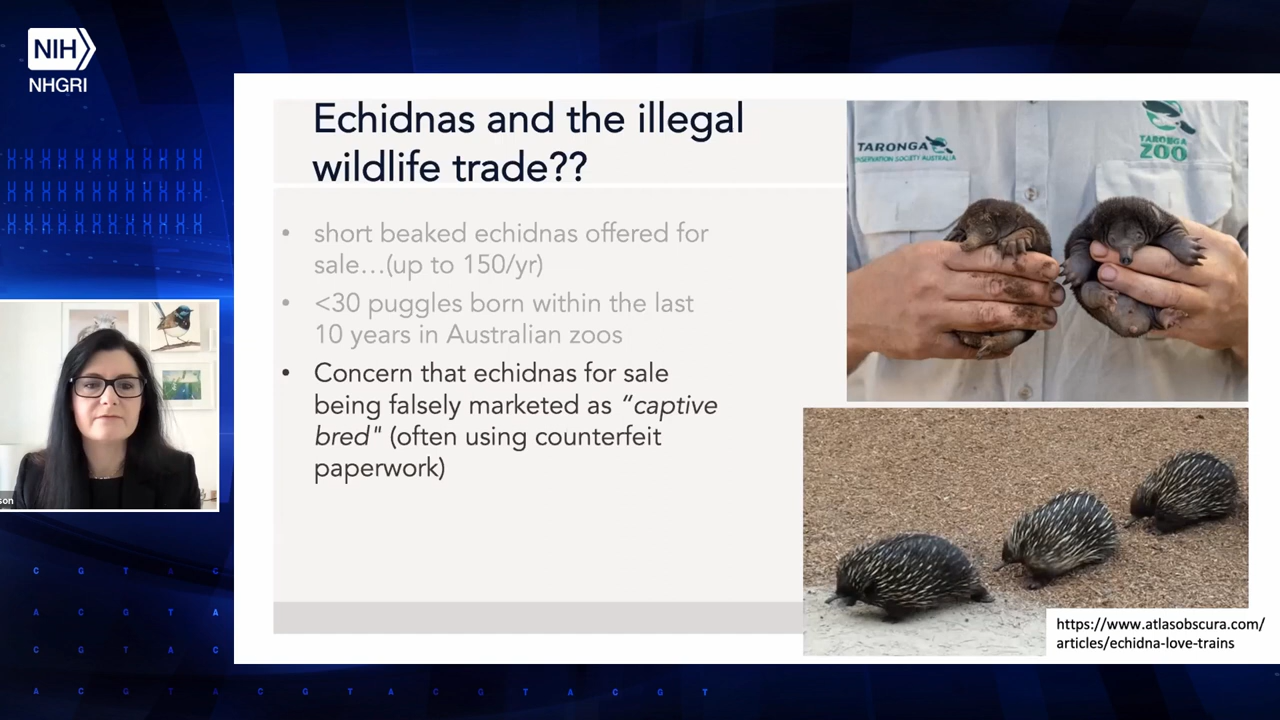 NIH
NHGRI
Echidnas and the illegal
wildlife trade??
• short beaked echidnas offered for
sale…(up to 150/yr)
• <30 puggles born within the last
10 years in Australian zoos
• Concern that echidnas for sale
being falsely marketed as “captive
bred" (often using counterfeit
paperwork)
TARONGA
CONSERVATION SOCIETY AUSTRALIA
TARONGA
ZOO
https://www.atlasobscura.com/
articles/echidna-love-trains
son
C G T A C
A C G T A
C G T A C
A C G T A C G T A C G T A C G T